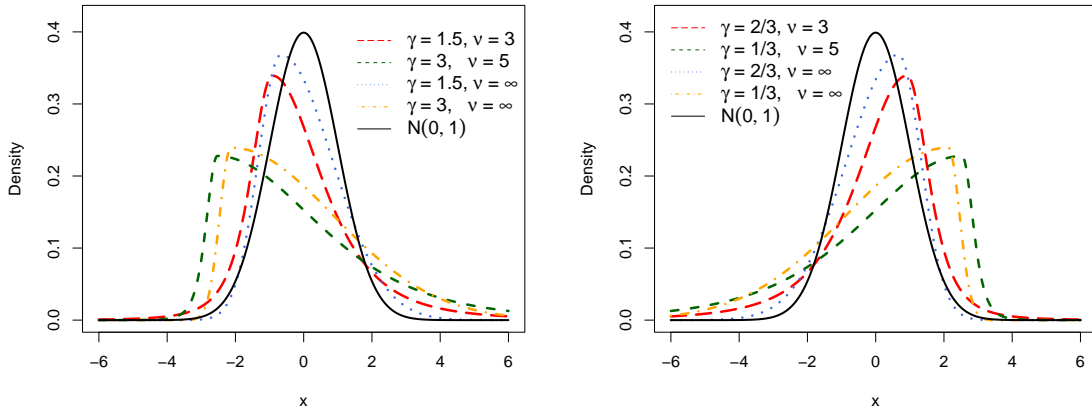 γ = 1.5, ν = 3
γ = 3, ν = 5
γ = 1.5, ν = ∞
γ = 3, ν = ∞
N(0, 1)
Density
0.0
0.1
0.2
0.3
0.4
−6
−4
−2
0
2
4
6
x
γ = 2/3, ν = 3
γ = 1/3, ν = 5
γ = 2/3, ν = ∞
γ = 1/3, ν = ∞
N(0, 1)
Density
0.0
0.1
0.2
0.3
0.4
−6
−4
−2
0
2
4
6
x